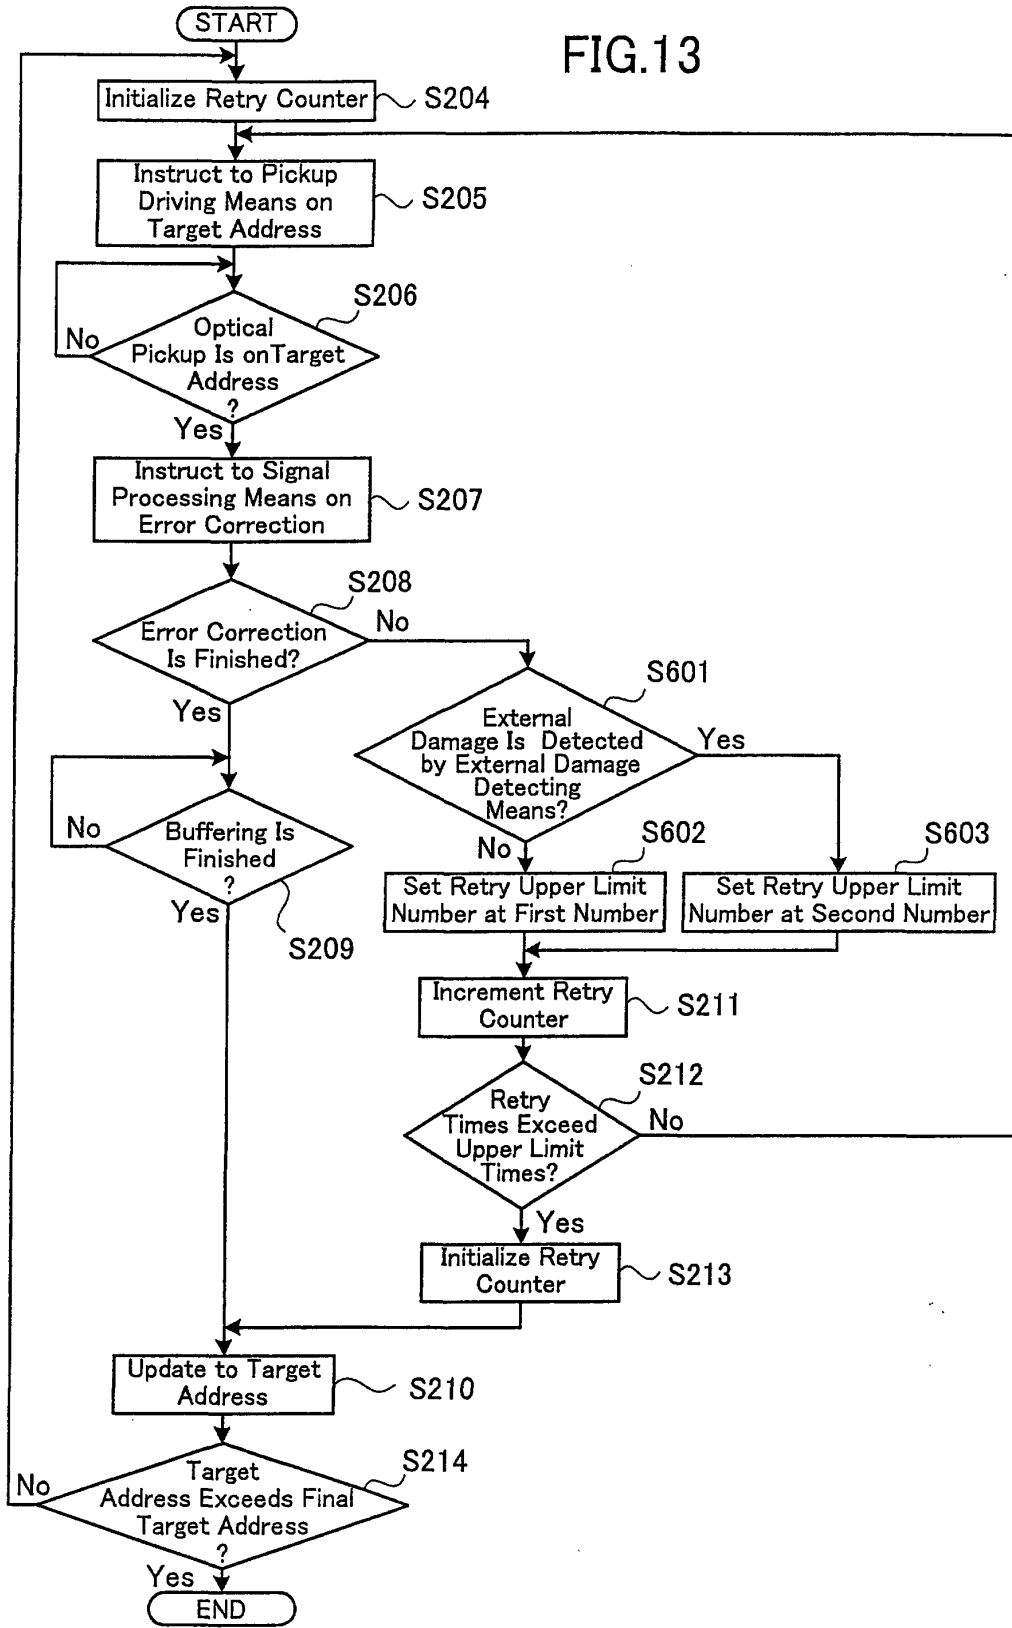 START
FIG.13
Initialize Retry Counter
S204
Instruct to Pickup
Driving Means on
Target Address
S205
S206
Optical
Pickup Is onTarget
Address
?
No
Yes
Instruct to Signal
Processing Means on
Error Correction
S207
S208
Error Correction
Is Finished?
No
Yes
S601
External
Damage Is Detected
by External Damage
Detecting
Means?
Yes
No
Buffering Is
Finished
?
No
Yes
S209
S602
Set Retry Upper Limit
Number at First Number
S603
Set Retry Upper Limit
Number at Second Number
Increment Retry
Counter
S211
S212
Retry
Times Exceed
Upper Limit
Times?
No
Yes
Initialize Retry
Counter
S213
Update to Target
Address
S210
S214
Target
Address Exceeds Final
Target Address
?
No
Yes
END